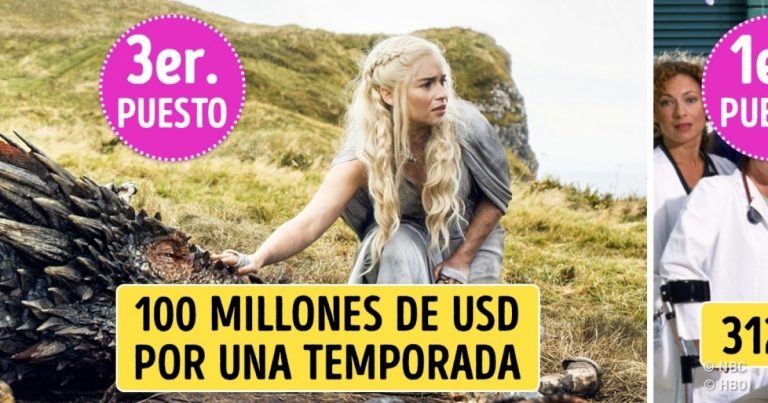 3er.
PUESTO
100 MILLONES DE USD
POR UNA TEMPORADA
© NBC
© HBO